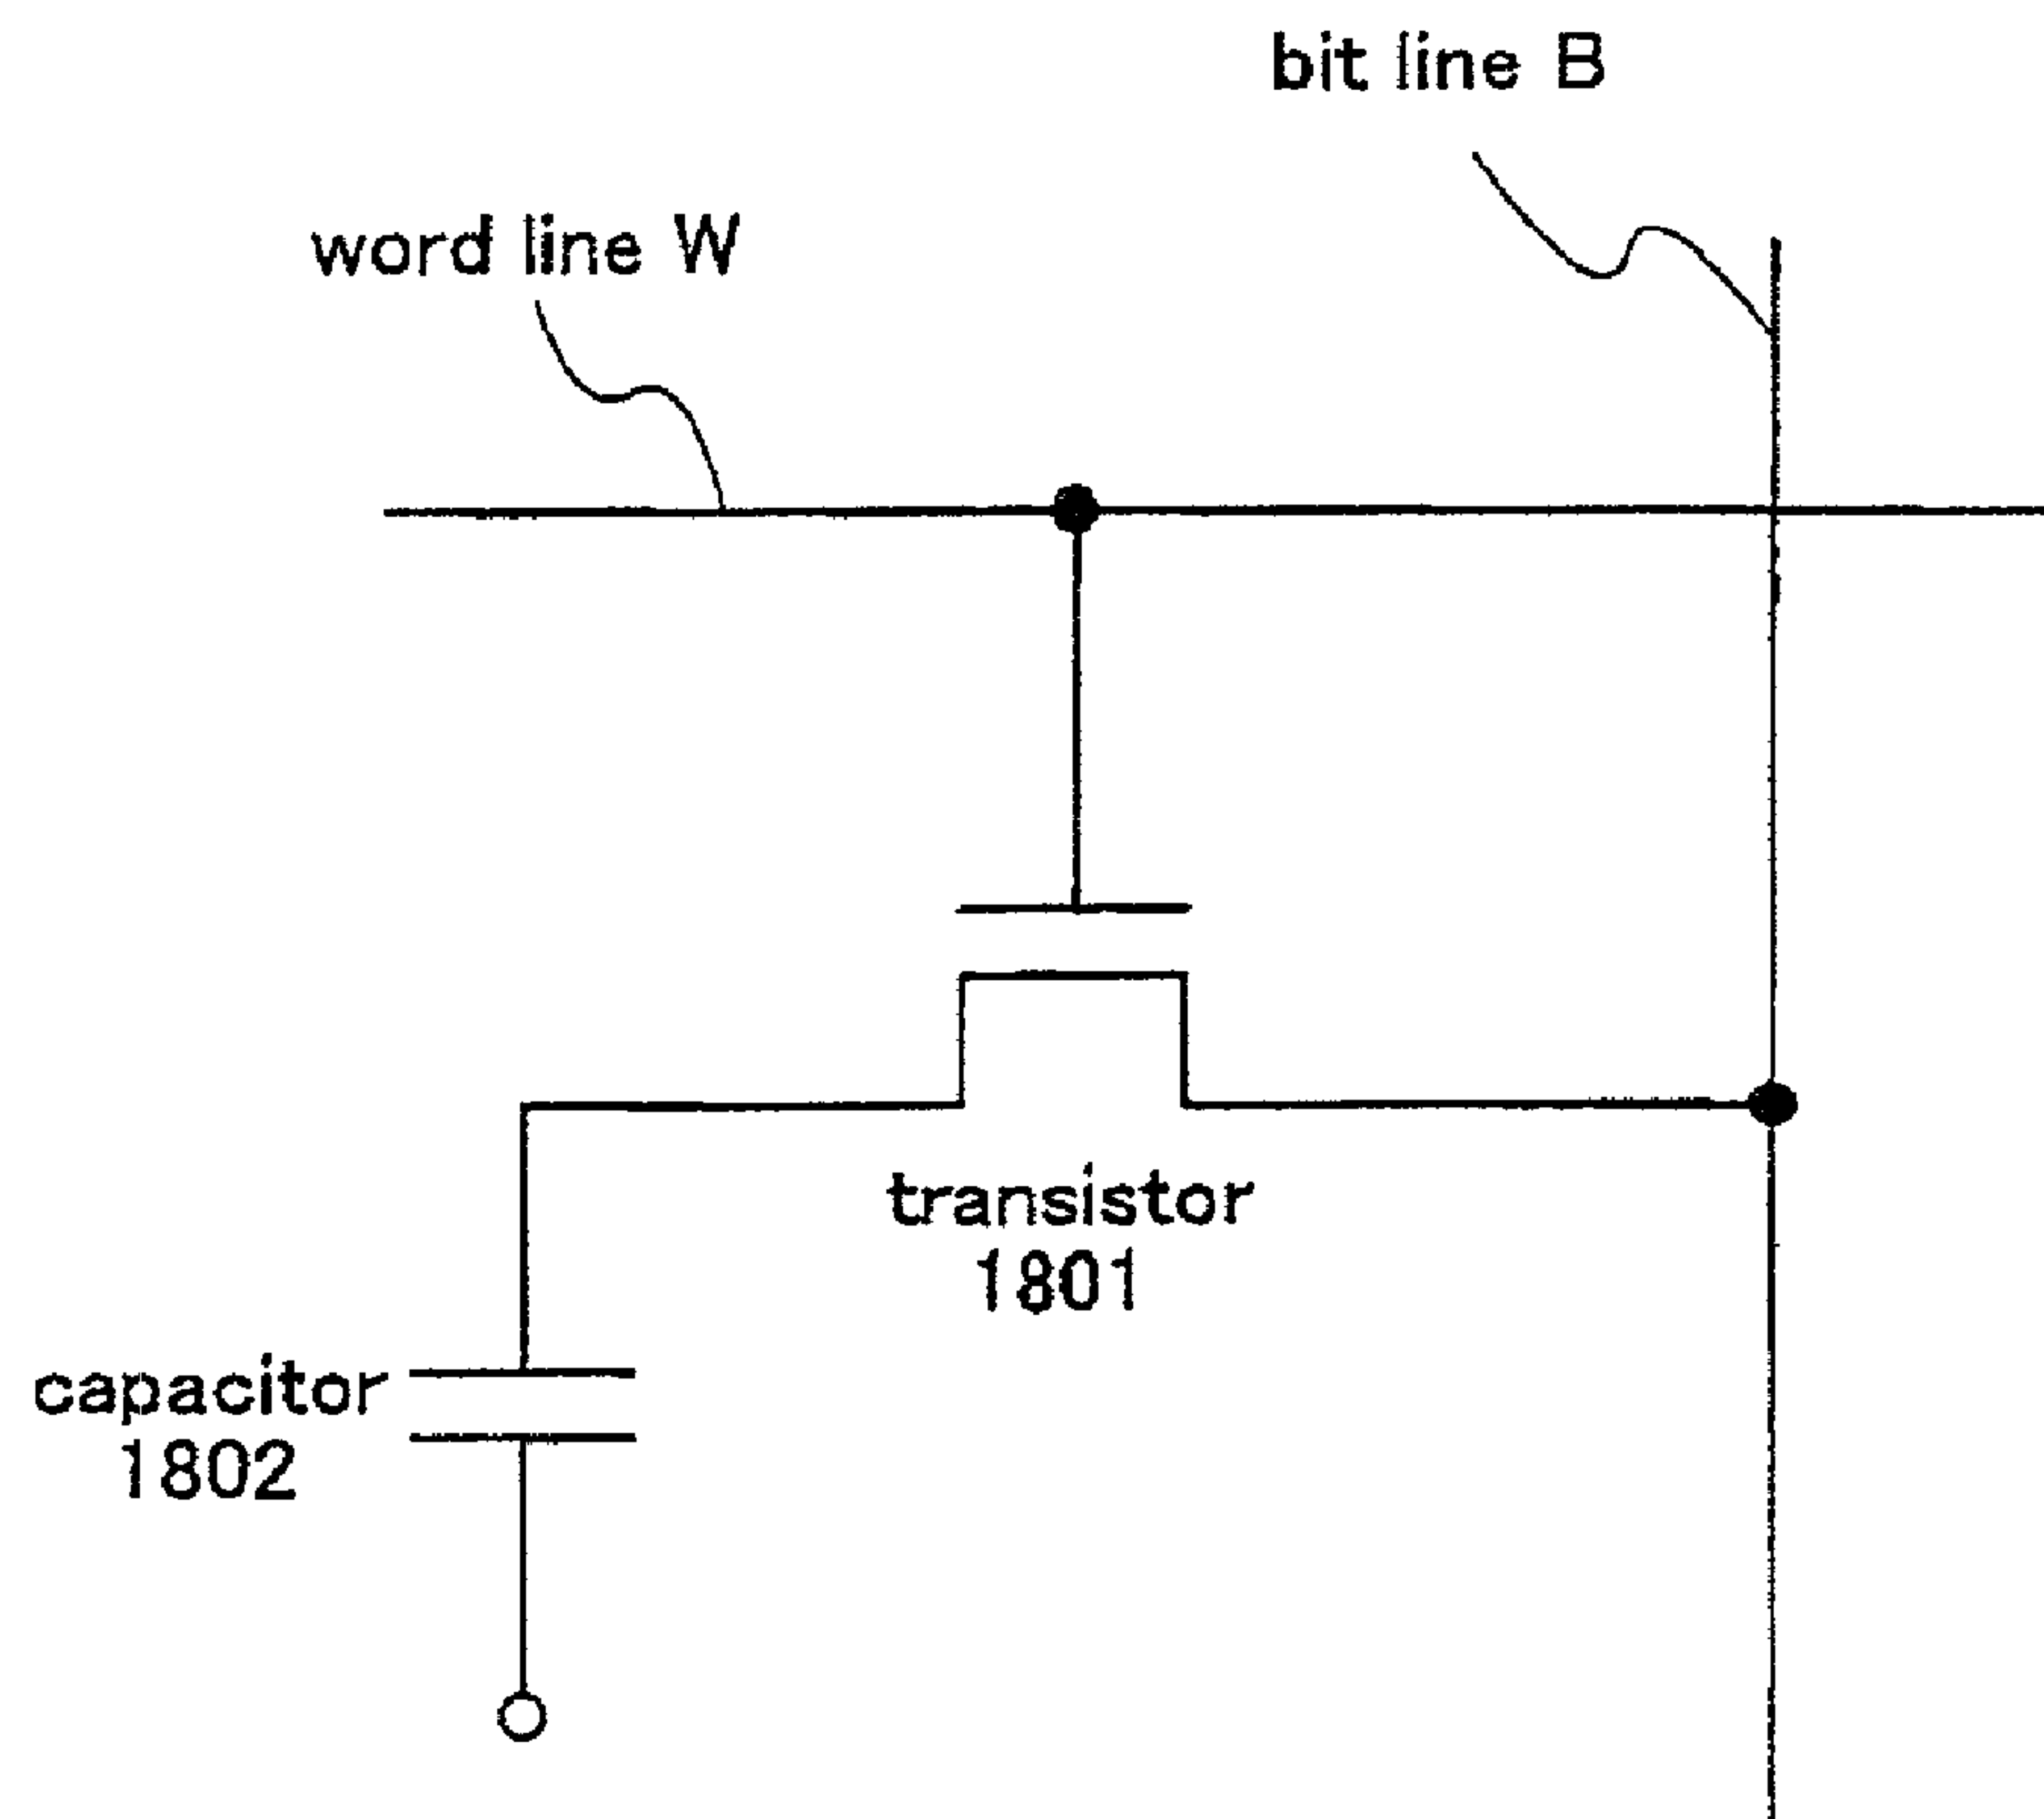 bit line B
word line W
transistor
1801
capacitor
1802